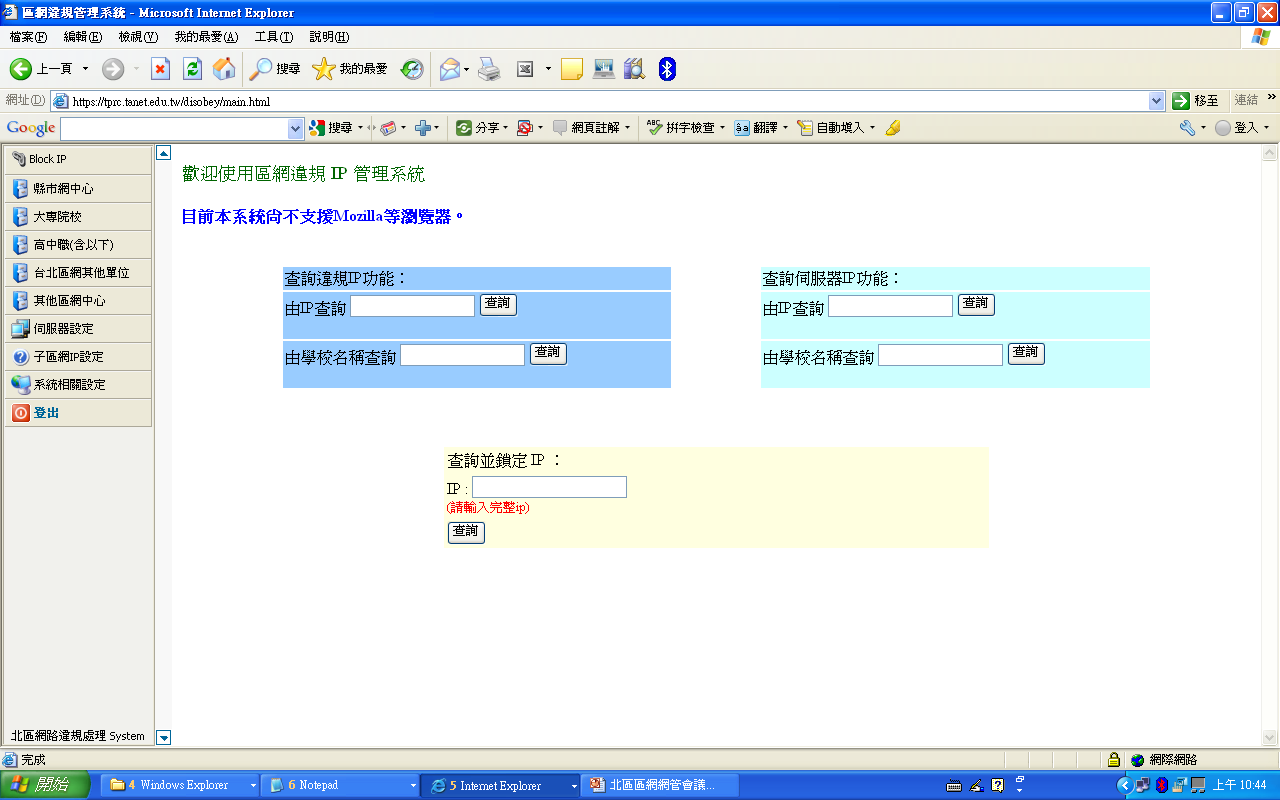 區網違規管理系統 - Microsoft Internet Explorer
檔案(F) 編輯(E) 檢視(V) 我的最愛(A) 工具(T) 說明(H)
上一頁 搜尋 我的最愛
網址(D) https://tprc.tanet.edu.tw/disobey/main.html 移至 連結 »
Google 搜尋 分享 網頁註解 ABC 拼字檢查 aあ 翻譯 自動填入 登入
Block IP
縣市網中心
大專院校
高中職(含以下)
台北區網其他單位
其他區網中心
伺服器設定
子區網IP設定
系統相關設定
登出
北區網路違規處理 System
歡迎使用區網違規 IP 管理系統
目前本系統尚不支援Mozilla等瀏覽器。
查詢違規IP功能：
由IP查詢 查詢
由學校名稱查詢 查詢
查詢伺服器IP功能：
由IP查詢 查詢
由學校名稱查詢 查詢
查詢並鎖定 IP ：
IP :
(請輸入完整ip)
查詢
完成 網際網路
開始 4 Windows Explorer 6 Notepad 5 Internet Explorer 北區區網網管會議... 上午 10:44